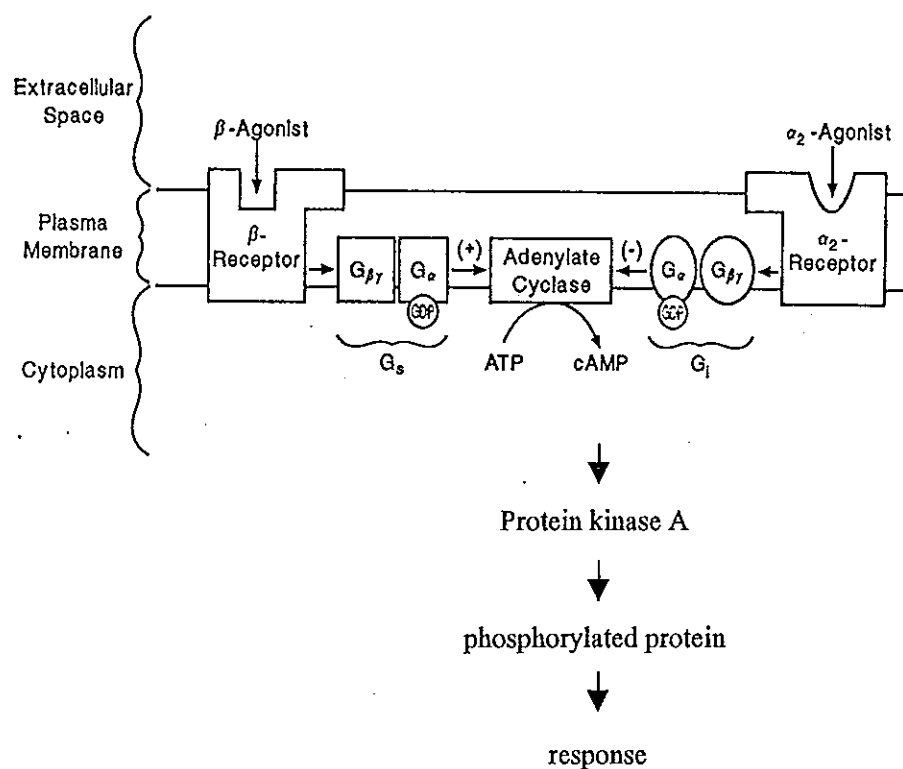 Extracellular
Space
β-Agonist
α₂-Agonist
Plasma
Membrane
β-
Receptor
Gβγ
Gα
GDP
(+)
Adenylate
Cyclase
(-)
Gα
GDP
Gβγ
α₂-
Receptor
Cytoplasm
Gₛ
ATP
cAMP
Gᵢ
Protein kinase A
phosphorylated protein
response